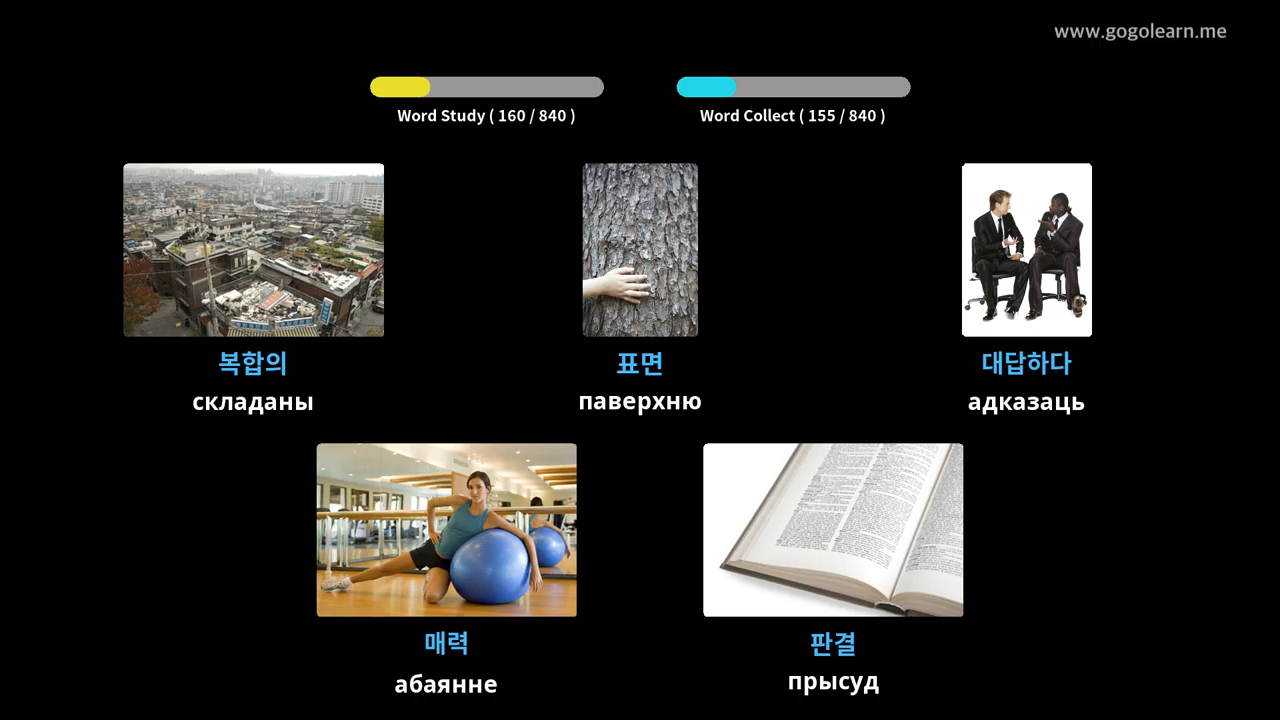 www.gogolearn.me
Word Study ( 160 / 840 )
Word Collect ( 155 / 840 )
복합의
складаны
표면
паверхню
대답하다
адказаць
매력
абаянне
판결
прысуд